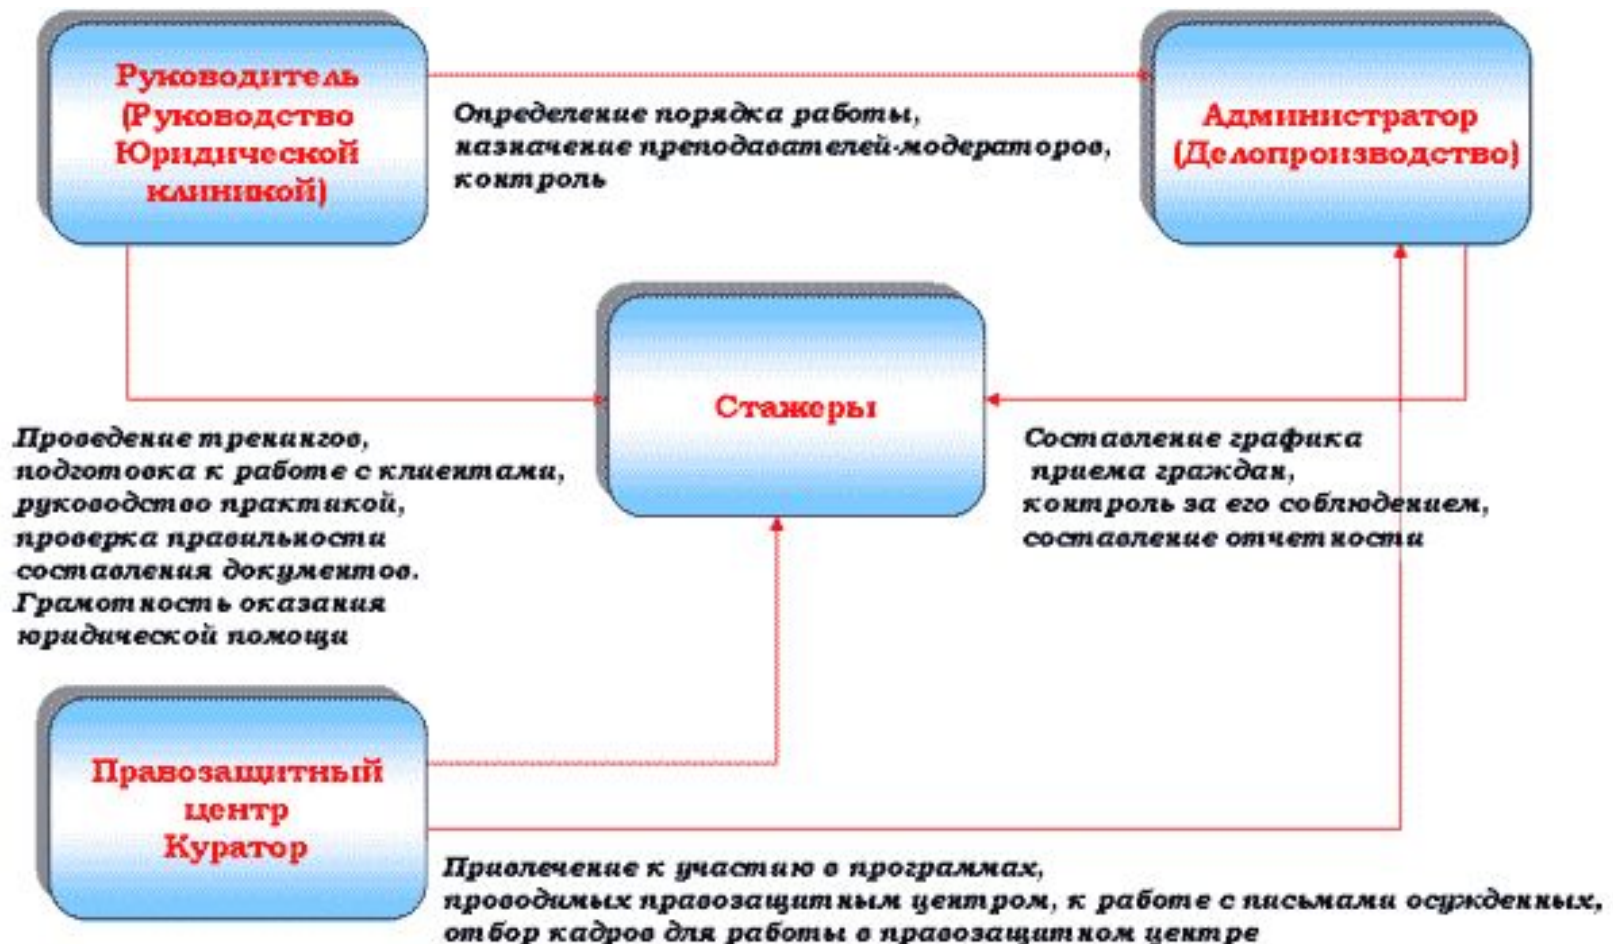 Руководитель
(Руководство
Юридической
клиникой)
Определение порядка работы,
назначение преподавателей-модераторов,
контроль
Администратор
(Делопроизводство)
Стажеры
Проведение тренингов,
подготовка к работе с клиентами,
руководство практикой,
проверка правильности
составления документов.
Грамотность оказания
юридической помощи
Составление графика
приема граждан,
контроль за его соблюдением,
составление отчетности
Правозащитный
центр
Куратор
Привлечение к участию в программах,
проводимых правозащитным центром, к работе с письмами осужденных,
отбор кадров для работы в правозащитном центре